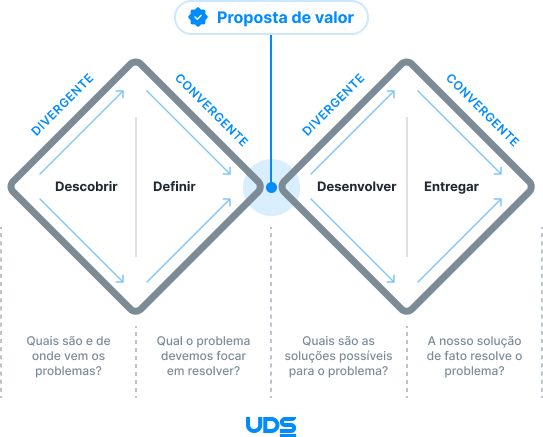 Proposta de valor
DIVERGENTE
CONVERGENTE
DIVERGENTE
CONVERGENTE
Descobrir
Definir
Desenvolver
Entregar
Quais são e de
onde vem os
problemas?
Qual o problema
devemos focar
em resolver?
Quais são as
soluções possíveis
para o problema?
A nosso solução
de fato resolve o
problema?
UDS